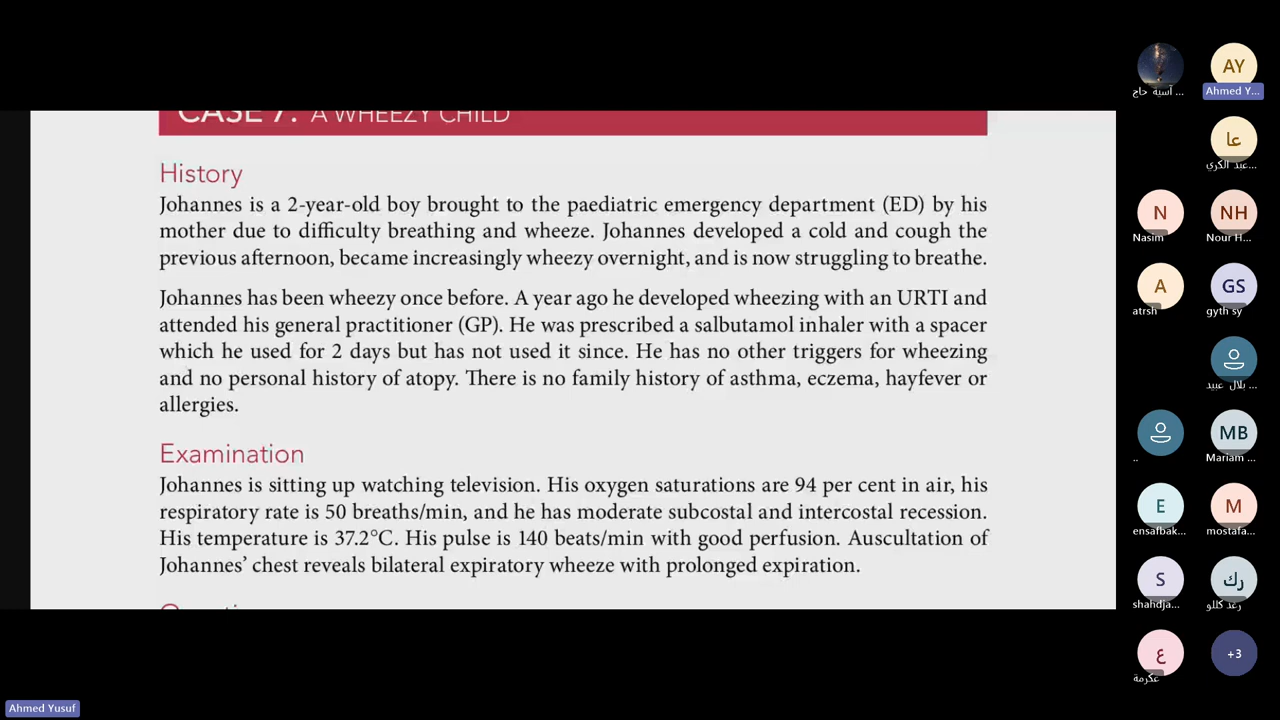 CASE 7: A WHEEZY CHILD
History
Johannes is a 2-year-old boy brought to the paediatric emergency department (ED) by his
mother due to difficulty breathing and wheeze. Johannes developed a cold and cough the
previous afternoon, became increasingly wheezy overnight, and is now struggling to breathe.
Johannes has been wheezy once before. A year ago he developed wheezing with an URTI and
attended his general practitioner (GP). He was prescribed a salbutamol inhaler with a spacer
which he used for 2 days but has not used it since. He has no other triggers for wheezing
and no personal history of atopy. There is no family history of asthma, eczema, hayfever or
allergies.
Examination
Johannes is sitting up watching television. His oxygen saturations are 94 per cent in air, his
respiratory rate is 50 breaths/min, and he has moderate subcostal and intercostal recession.
His temperature is 37.2°C. His pulse is 140 beats/min with good perfusion. Auscultation of
Johannes’ chest reveals bilateral expiratory wheeze with prolonged expiration.
آسية حاج ...
AY
Ahmed Y...
عا
عبد الكري...
N
Nasim
NH
Nour H...
A
atrsh
GS
gyth sy
بلال عبيد ...
..
MB
Mariam ...
E
ensafbak...
M
mostafa...
S
shahdja...
رك
رغد كللو
ع
عكرمة
+3
Ahmed Yusuf